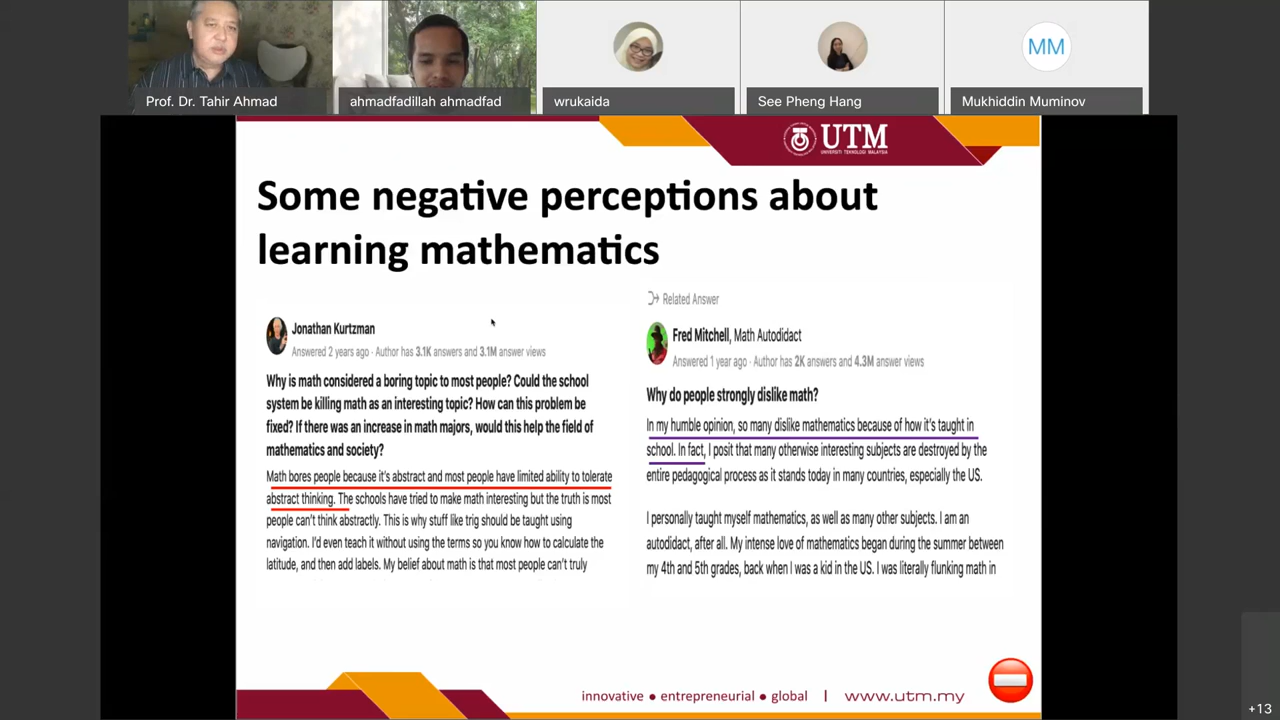 Prof. Dr. Tahir Ahmad
ahmadfadillah ahmadfad
wrukaida
See Pheng Hang
MM
Mukhiddin Muminov
UTM
UNIVERSITI TEKNOLOGI MALAYSIA
Some negative perceptions about
learning mathematics
Jonathan Kurtzman
Answered 2 years ago · Author has 3.1K answers and 3.1M answer views
Why is math considered a boring topic to most people? Could the school
system be killing math as an interesting topic? How can this problem be
fixed? If there was an increase in math majors, would this help the field of
mathematics and society?
Math bores people because it's abstract and most people have limited ability to tolerate
abstract thinking. The schools have tried to make math interesting but the truth is most
people can't think abstractly. This is why stuff like trig should be taught using
navigation. I'd even teach it without using the terms so you know how to calculate the
latitude, and then add labels. My belief about math is that most people can't truly
Related Answer
Fred Mitchell, Math Autodidact
Answered 1 year ago · Author has 2K answers and 4.3M answer views
Why do people strongly dislike math?
In my humble opinion, so many dislike mathematics because of how it's taught in
school. In fact, I posit that many otherwise interesting subjects are destroyed by the
entire pedagogical process as it stands today in many countries, especially the US.
I personally taught myself mathematics, as well as many other subjects. I am an
autodidact, after all. My intense love of mathematics began during the summer between
my 4th and 5th grades, back when I was a kid in the US. I was literally flunking math in
innovative ● entrepreneurial ● global | www.utm.my
+13